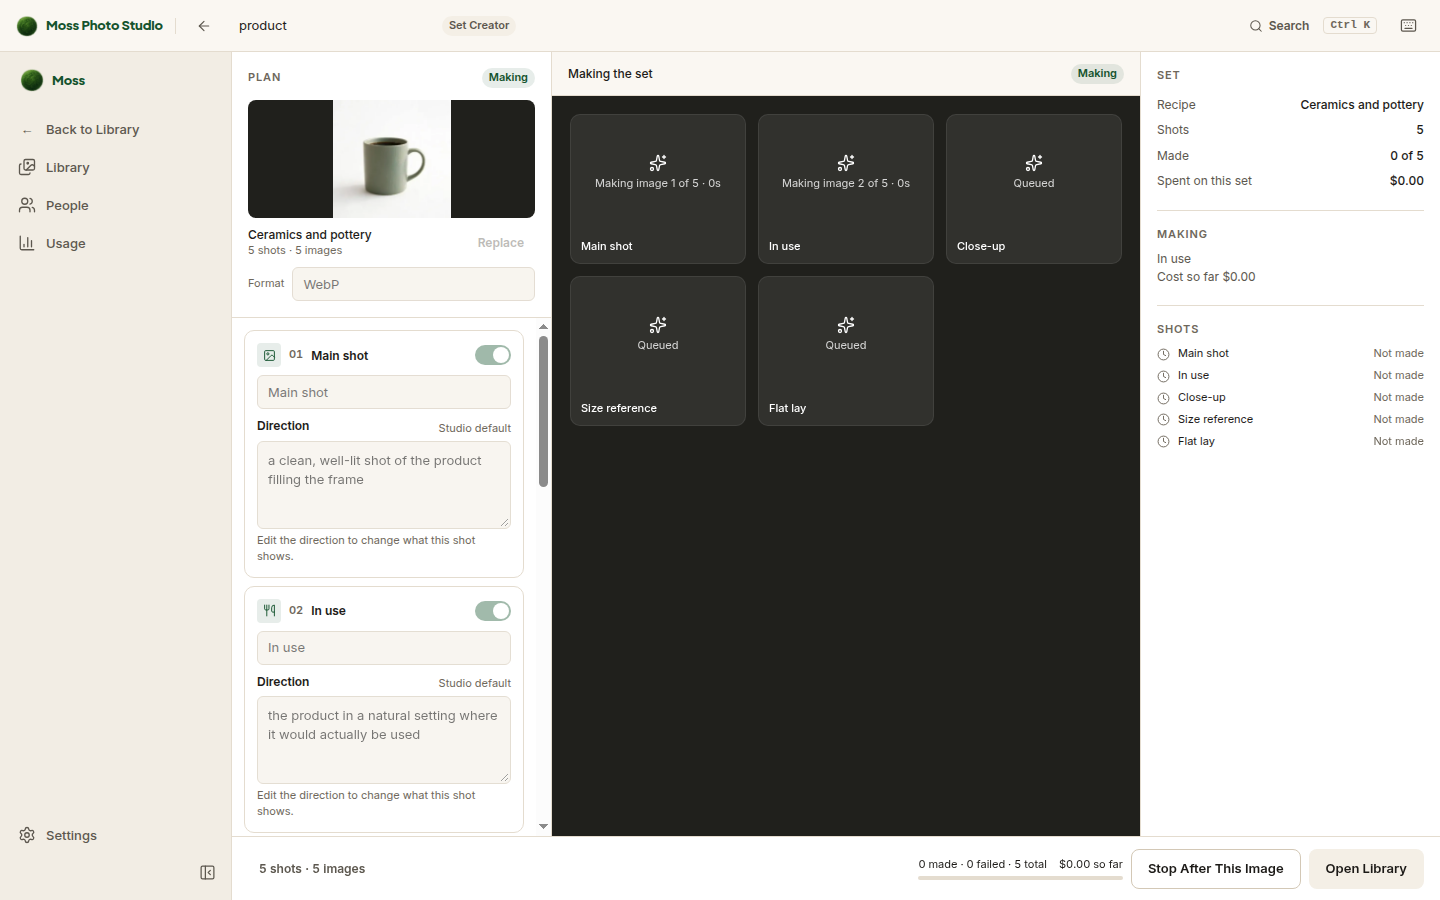 Moss Photo Studio
product
Set Creator
Search
Ctrl K
Moss
← Back to Library
Library
People
Usage
Settings
PLAN
Making
Ceramics and pottery
5 shots · 5 images
Replace
Format
WebP
01 Main shot
Main shot
Direction
Studio default
a clean, well-lit shot of the product
filling the frame
Edit the direction to change what this shot
shows.
02 In use
In use
Direction
Studio default
the product in a natural setting where
it would actually be used
Edit the direction to change what this shot
shows.
Making the set
Making
Making image 1 of 5 · 0s
Main shot
Making image 2 of 5 · 0s
In use
Queued
Close-up
Queued
Size reference
Queued
Flat lay
SET
Recipe Ceramics and pottery
Shots 5
Made 0 of 5
Spent on this set $0.00
MAKING
In use
Cost so far $0.00
SHOTS
Main shot Not made
In use Not made
Close-up Not made
Size reference Not made
Flat lay Not made
5 shots · 5 images
0 made · 0 failed · 5 total $0.00 so far
Stop After This Image
Open Library